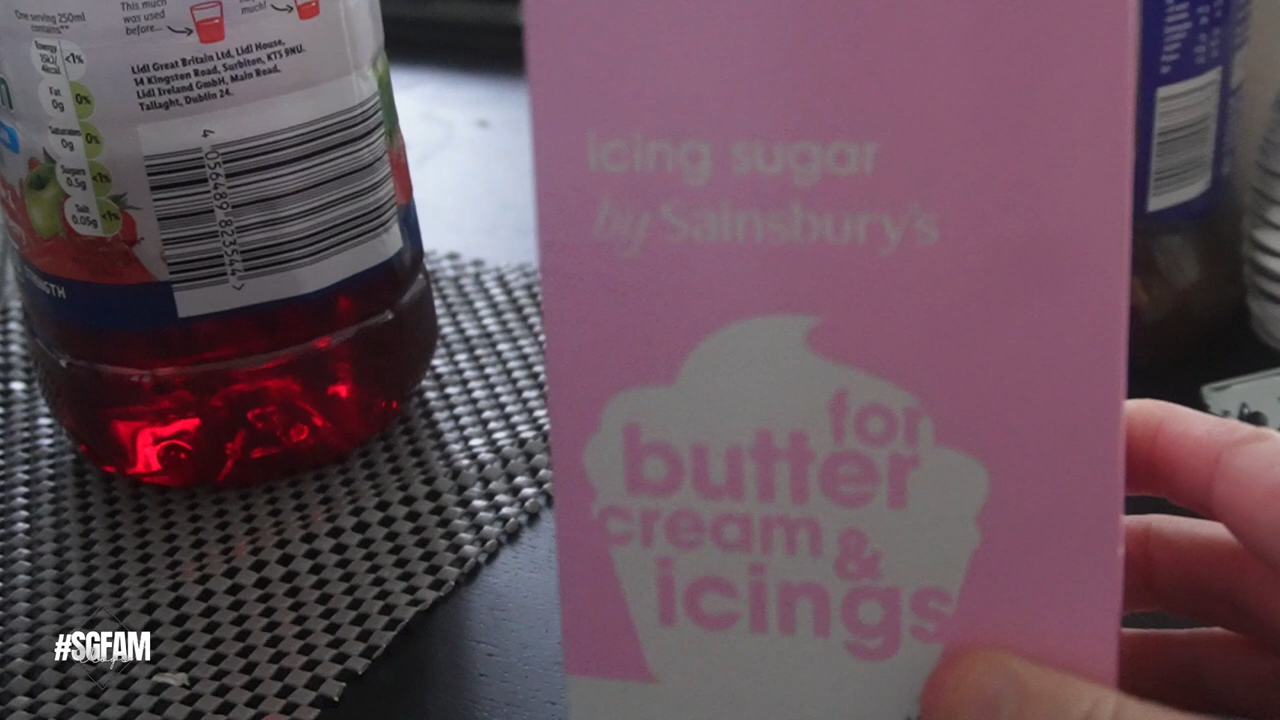 One serving 250ml
contains**
This much
was used
before...
much!
Energy
<1%
4kcal
Fat
0g
0%
Saturates
0g
0%
Sugars
0.5g
<1%
Salt
0.05g
<1%
Lidl Great Britain Ltd, Lidl House,
14 Kingston Road, Surbiton, KT5 9NU.
Lidl Ireland GmbH, Main Road,
Tallaght, Dublin 24.
4 056489 823544 >
icing sugar
by Sainsbury's
for
butter
cream &
icings
#SGFAM
vlogs